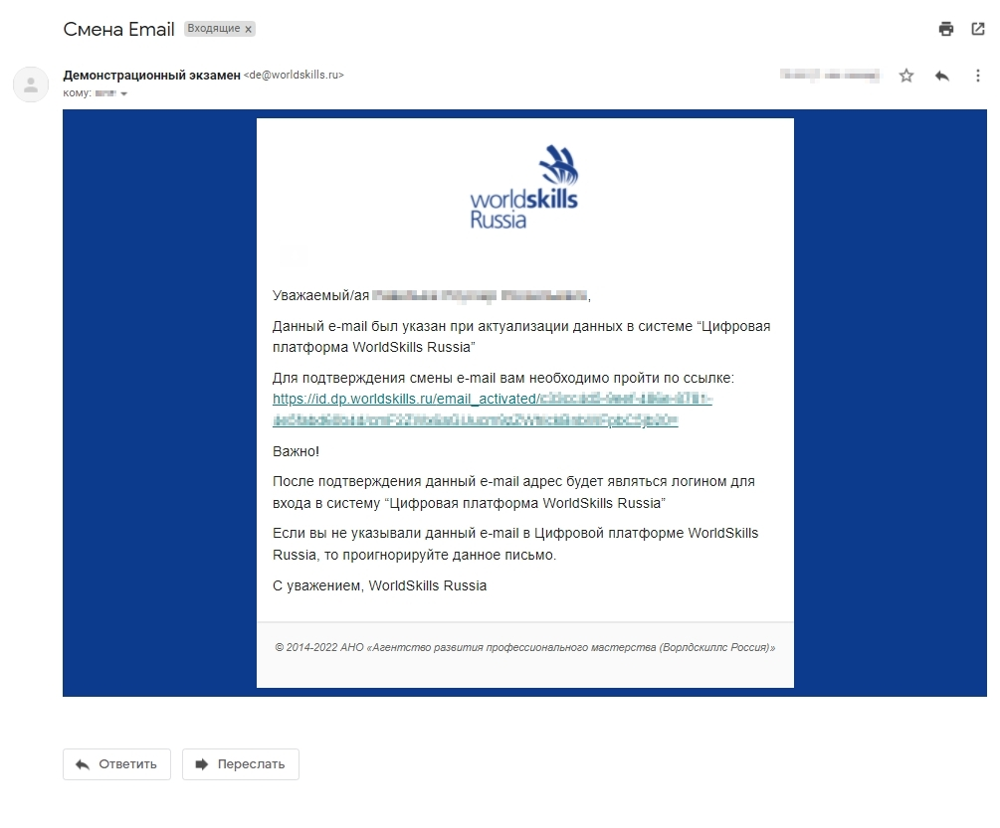 Смена Email Входящие x
Демонстрационный экзамен <de@worldskills.ru>
кому:
worldskills
Russia
Уважаемый/ая ,
Данный e-mail был указан при актуализации данных в системе “Цифровая
платформа WorldSkills Russia”
Для подтверждения смены e-mail вам необходимо пройти по ссылке:
https://id.dp.worldskills.ru/email_activated/
Важно!
После подтверждения данный e-mail адрес будет являться логином для
входа в систему “Цифровая платформа WorldSkills Russia”
Если вы не указывали данный e-mail в Цифровой платформе WorldSkills
Russia, то проигнорируйте данное письмо.
С уважением, WorldSkills Russia
© 2014-2022 АНО «Агентство развития профессионального мастерства (Ворлдскиллс Россия)»
Ответить Переслать